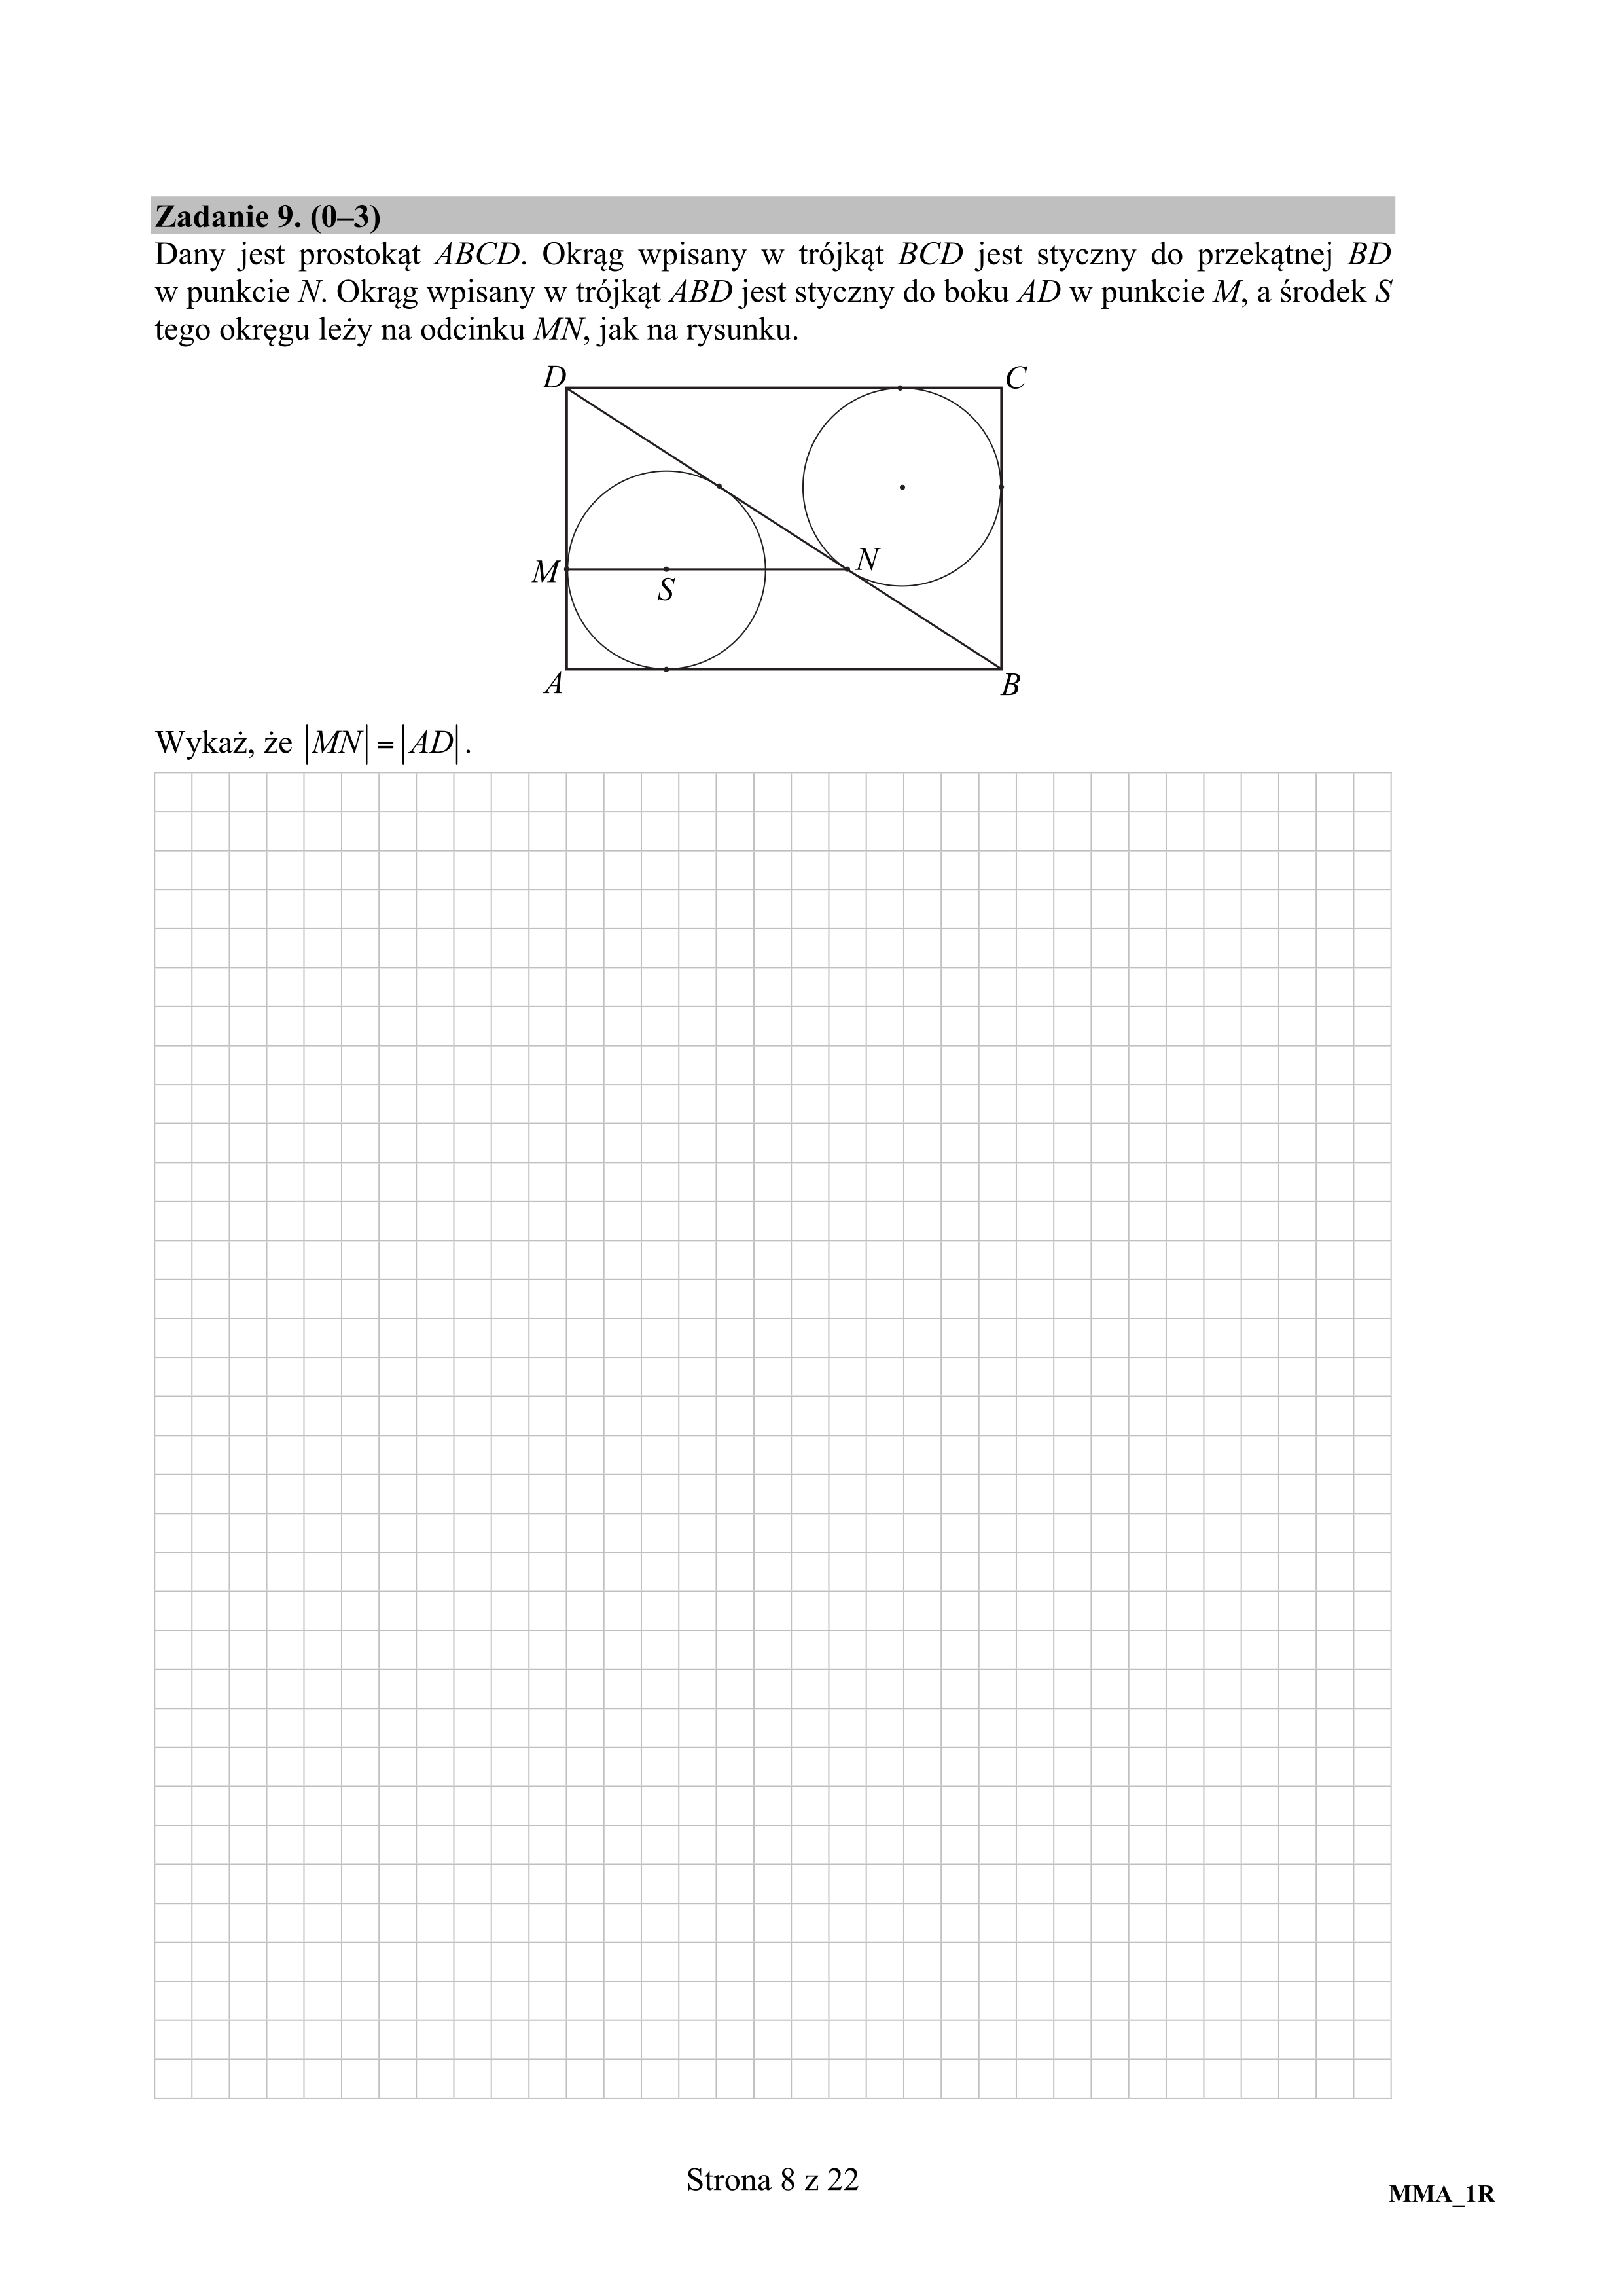 Zadanie 9. (0–3)
Dany jest prostokąt ABCD. Okrąg wpisany w trójkąt BCD jest styczny do przekątnej BD
w punkcie N. Okrąg wpisany w trójkąt ABD jest styczny do boku AD w punkcie M, a środek S
tego okręgu leży na odcinku MN, jak na rysunku.
D C
M S N
A B
Wykaż, że |MN| = |AD|.
Strona 8 z 22
MMA_1R